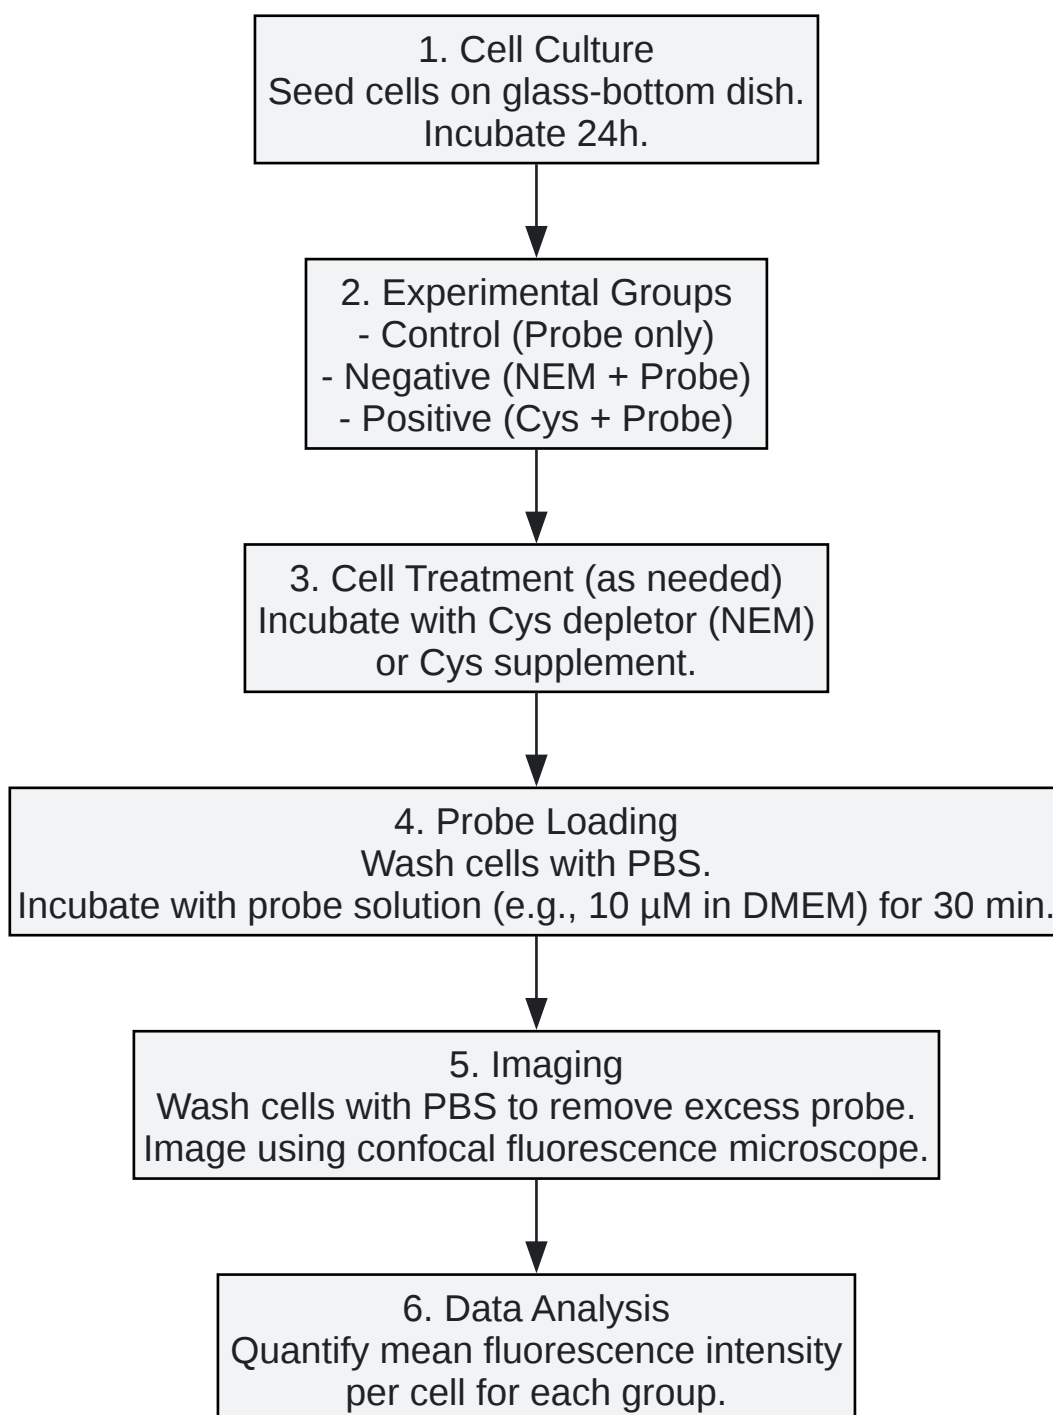 1. Cell Culture
Seed cells on glass-bottom dish.
Incubate 24h.
2. Experimental Groups
- Control (Probe only)
- Negative (NEM + Probe)
- Positive (Cys + Probe)
3. Cell Treatment (as needed)
Incubate with Cys depletor (NEM)
or Cys supplement.
4. Probe Loading
Wash cells with PBS.
Incubate with probe solution (e.g., 10 µM in DMEM) for 30 min.
5. Imaging
Wash cells with PBS to remove excess probe.
Image using confocal fluorescence microscope.
6. Data Analysis
Quantify mean fluorescence intensity
per cell for each group.